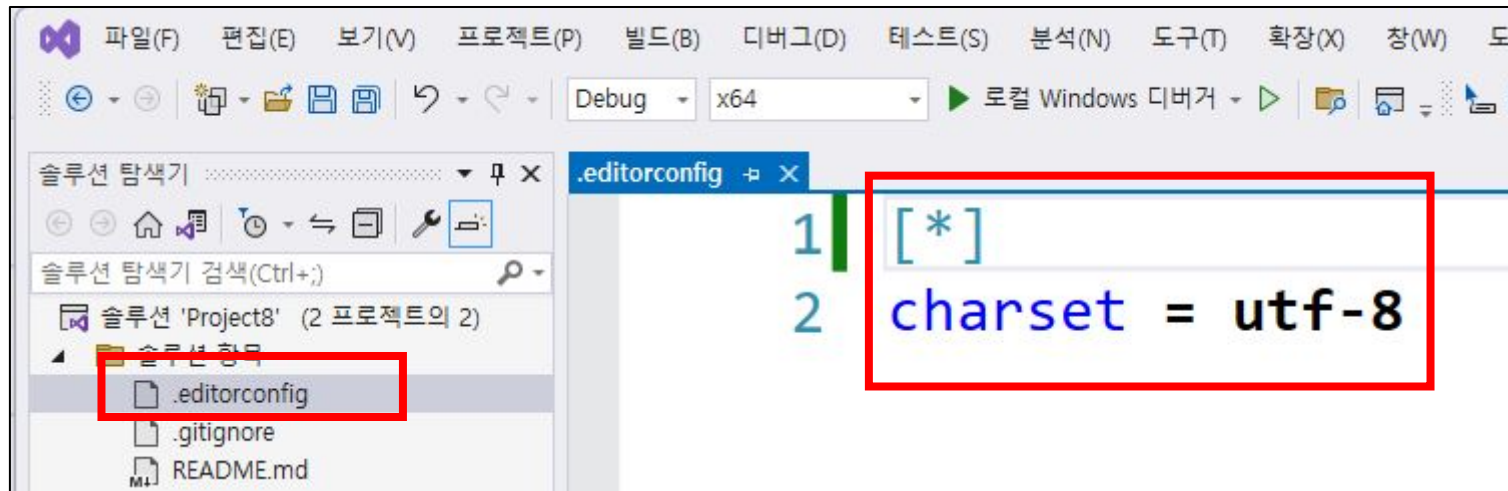 파일(F) 편집(E) 보기(V) 프로젝트(P) 빌드(B) 디버그(D) 테스트(S) 분석(N) 도구(T) 확장(X) 창(W)
Debug x64 로컬 Windows 디버거
솔루션 탐색기
솔루션 탐색기 검색(Ctrl+;)
솔루션 'Project8' (2 프로젝트의 2)
솔루션 항목
.editorconfig
.gitignore
README.md
.editorconfig
1 [*]
2 charset = utf-8